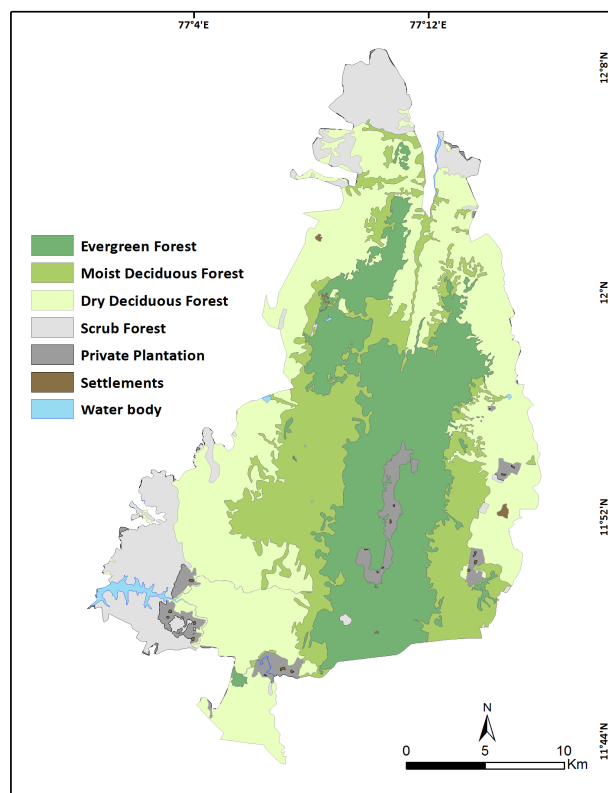 77°4'E
77°12'E
12°8'N
Evergreen Forest
Moist Deciduous Forest
Dry Deciduous Forest
Scrub Forest
Private Plantation
Settlements
Water body
12°N
11°52'N
11°44'N
N
0 5 10
Km